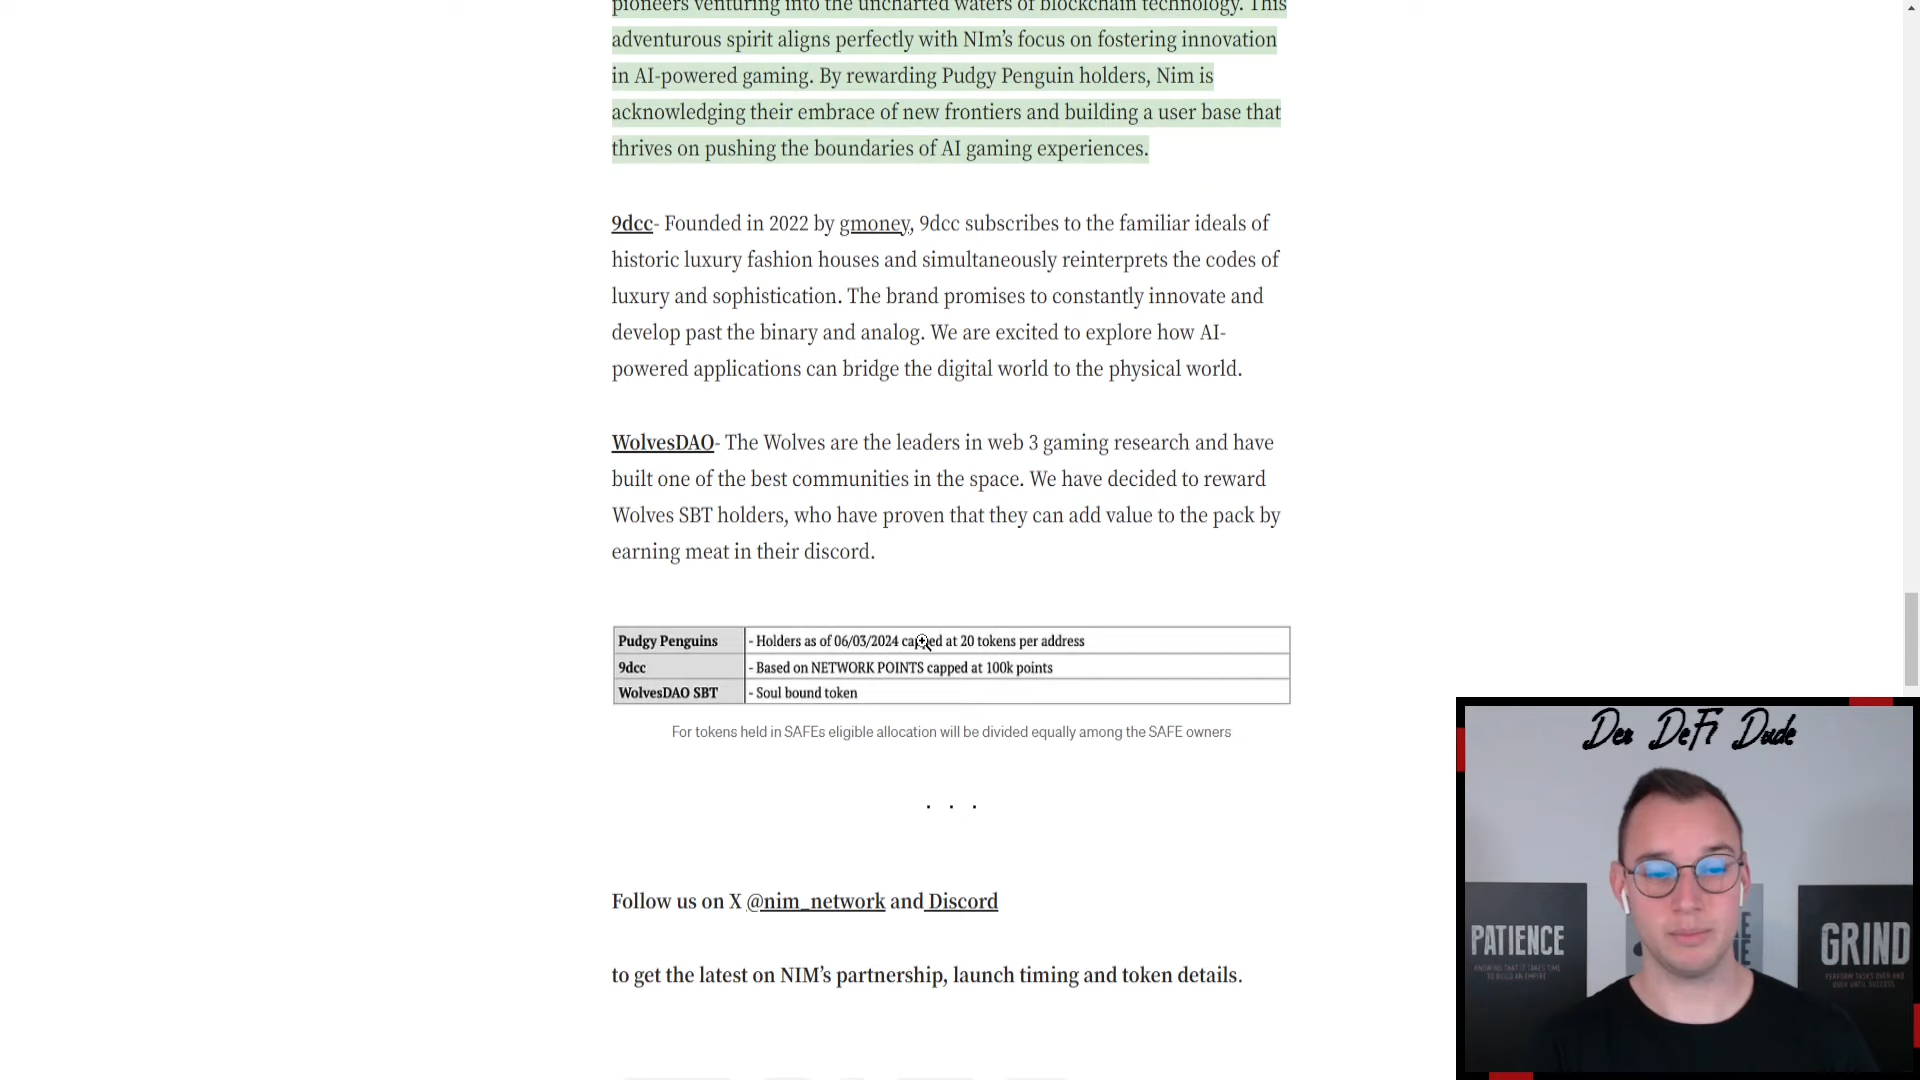 pioneers venturing into the uncharted waters of blockchain technology. This
adventurous spirit aligns perfectly with NIm’s focus on fostering innovation
in AI-powered gaming. By rewarding Pudgy Penguin holders, Nim is
acknowledging their embrace of new frontiers and building a user base that
thrives on pushing the boundaries of AI gaming experiences.
9dcc- Founded in 2022 by gmoney, 9dcc subscribes to the familiar ideals of
historic luxury fashion houses and simultaneously reinterprets the codes of
luxury and sophistication. The brand promises to constantly innovate and
develop past the binary and analog. We are excited to explore how AI-
powered applications can bridge the digital world to the physical world.
WolvesDAO- The Wolves are the leaders in web 3 gaming research and have
built one of the best communities in the space. We have decided to reward
Wolves SBT holders, who have proven that they can add value to the pack by
earning meat in their discord.
Pudgy Penguins - Holders as of 06/03/2024 capped at 20 tokens per address
9dcc - Based on NETWORK POINTS capped at 100k points
WolvesDAO SBT - Soul bound token
For tokens held in SAFEs eligible allocation will be divided equally among the SAFE owners
. . .
Follow us on X @nim_network and Discord
to get the latest on NIM’s partnership, launch timing and token details.
Der DeFi Dude
PATIENCE
GRIND